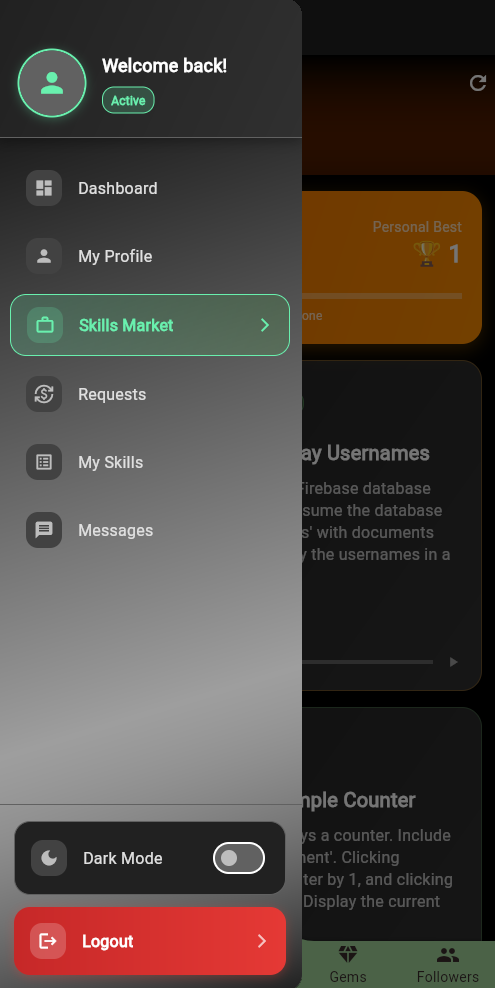 Welcome back!
Active
Dashboard
My Profile
Skills Market
Requests
My Skills
Messages
Dark Mode
Logout
Personal Best
🏆 1
one
ay Usernames
Firebase database
sume the database
s' with documents
y the usernames in a
mple Counter
ys a counter. Include
ment'. Clicking
ter by 1, and clicking
Display the current
Gems
Followers